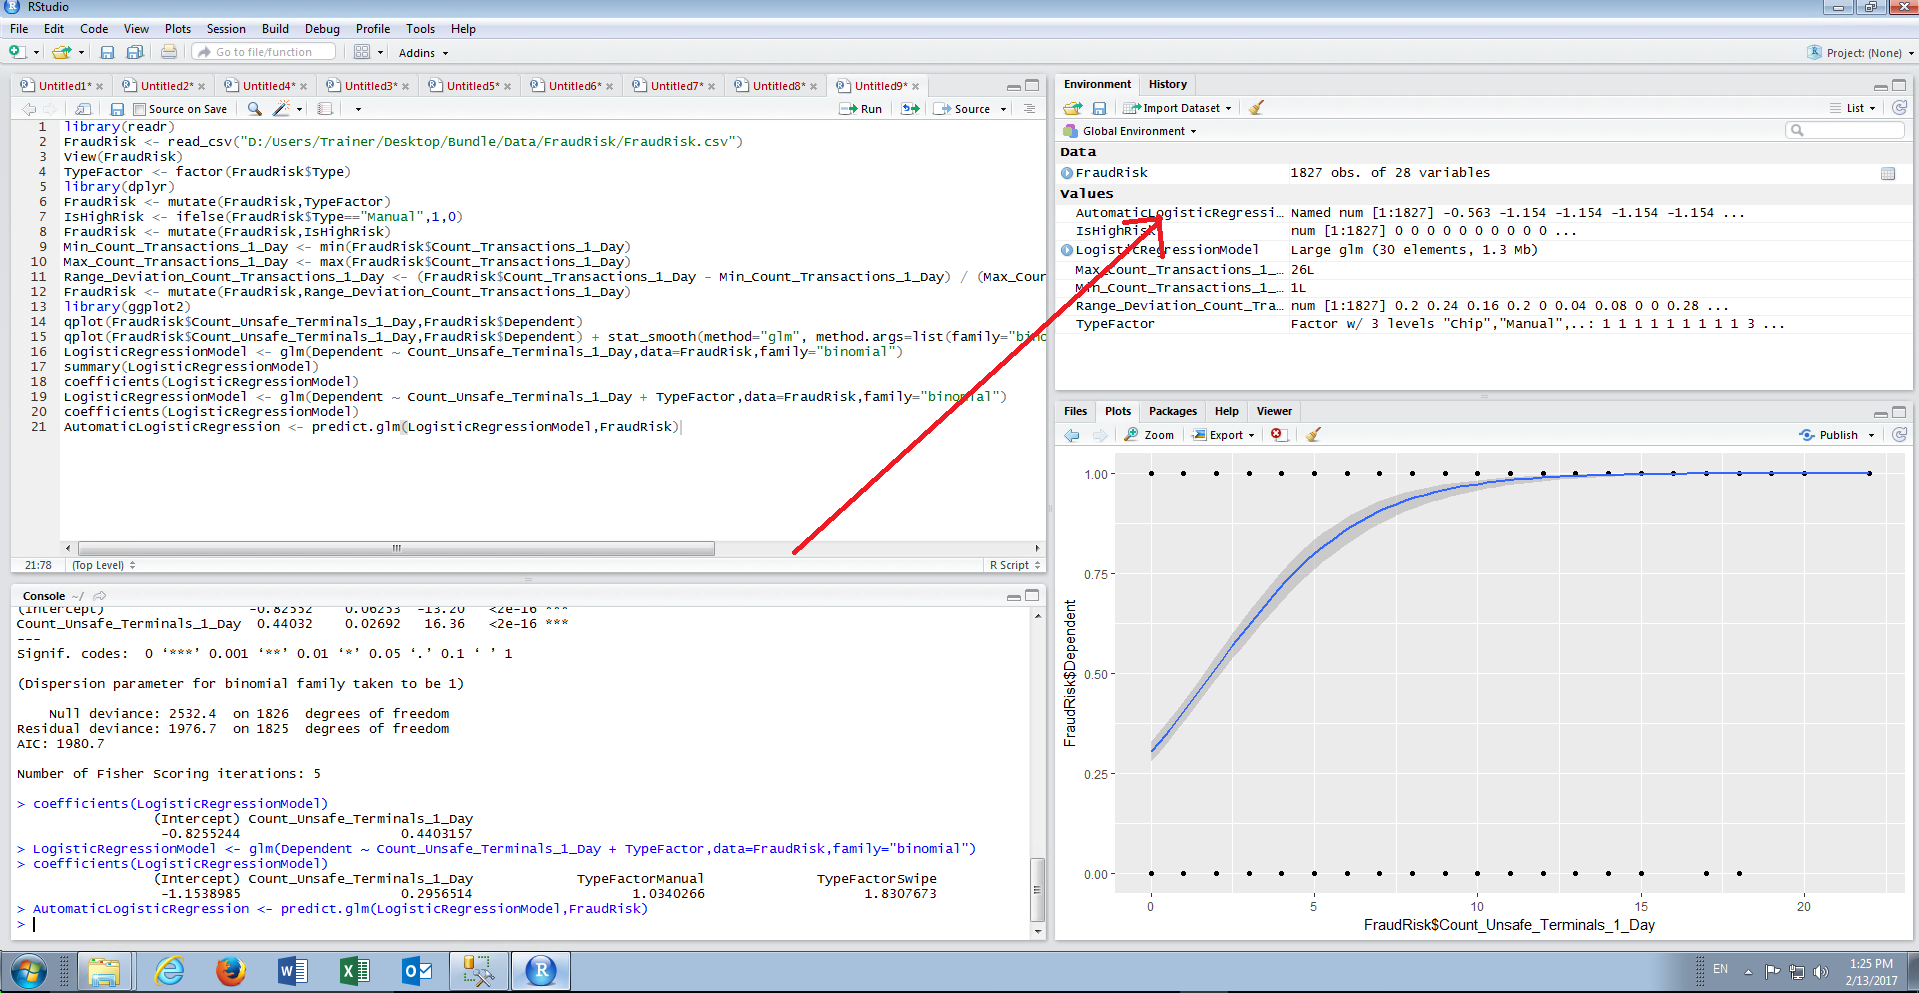 RStudio
File Edit Code View Plots Session Build Debug Profile Tools Help
Go to file/function Addins Project: (None)
Untitled1* Untitled2* Untitled4* Untitled3* Untitled5* Untitled6* Untitled7* Untitled8* Untitled9*
Source on Save Run Source
1 library(readr)
2 FraudRisk <- read_csv("D:/Users/Trainer/Desktop/Bundle/Data/FraudRisk/FraudRisk.csv")
3 View(FraudRisk)
4 TypeFactor <- factor(FraudRisk$Type)
5 library(dplyr)
6 FraudRisk <- mutate(FraudRisk,TypeFactor)
7 IsHighRisk <- ifelse(FraudRisk$Type=="Manual",1,0)
8 FraudRisk <- mutate(FraudRisk,IsHighRisk)
9 Min_Count_Transactions_1_Day <- min(FraudRisk$Count_Transactions_1_Day)
10 Max_Count_Transactions_1_Day <- max(FraudRisk$Count_Transactions_1_Day)
11 Range_Deviation_Count_Transactions_1_Day <- (FraudRisk$Count_Transactions_1_Day - Min_Count_Transactions_1_Day) / (Max_Cou
12 FraudRisk <- mutate(FraudRisk,Range_Deviation_Count_Transactions_1_Day)
13 library(ggplot2)
14 qplot(FraudRisk$Count_Unsafe_Terminals_1_Day,FraudRisk$Dependent)
15 qplot(FraudRisk$Count_Unsafe_Terminals_1_Day,FraudRisk$Dependent) + stat_smooth(method="glm", method.args=list(family="bino
16 LogisticRegressionModel <- glm(Dependent ~ Count_Unsafe_Terminals_1_Day,data=FraudRisk,family="binomial")
17 summary(LogisticRegressionModel)
18 coefficients(LogisticRegressionModel)
19 LogisticRegressionModel <- glm(Dependent ~ Count_Unsafe_Terminals_1_Day + TypeFactor,data=FraudRisk,family="binomial")
20 coefficients(LogisticRegressionModel)
21 AutomaticLogisticRegression <- predict.glm(LogisticRegressionModel,FraudRisk)
21:78 (Top Level) R Script
Console ~/
(Intercept) -0.82552 0.06253 -13.20 <2e-16 ***
Count_Unsafe_Terminals_1_Day 0.44032 0.02692 16.36 <2e-16 ***
---
Signif. codes: 0 ‘***’ 0.001 ‘**’ 0.01 ‘*’ 0.05 ‘.’ 0.1 ‘ ’ 1
(Dispersion parameter for binomial family taken to be 1)
Null deviance: 2532.4 on 1826 degrees of freedom
Residual deviance: 1976.7 on 1825 degrees of freedom
AIC: 1980.7
Number of Fisher Scoring iterations: 5
> coefficients(LogisticRegressionModel)
(Intercept) Count_Unsafe_Terminals_1_Day
-0.8255244 0.4403157
> LogisticRegressionModel <- glm(Dependent ~ Count_Unsafe_Terminals_1_Day + TypeFactor,data=FraudRisk,family="binomial")
> coefficients(LogisticRegressionModel)
(Intercept) Count_Unsafe_Terminals_1_Day TypeFactorManual TypeFactorSwipe
-1.1538985 0.2956514 1.0340266 1.8307673
> AutomaticLogisticRegression <- predict.glm(LogisticRegressionModel,FraudRisk)
>
Environment History
Import Dataset List
Global Environment
Data
FraudRisk 1827 obs. of 28 variables
Values
AutomaticLogisticRegressi… Named num [1:1827] -0.563 -1.154 -1.154 -1.154 -1.154 ...
IsHighRisk num [1:1827] 0 0 0 0 0 0 0 0 0 0 ...
LogisticRegressionModel Large glm (30 elements, 1.3 Mb)
Max_Count_Transactions_1_… 26L
Min_Count_Transactions_1_… 1L
Range_Deviation_Count_Tra… num [1:1827] 0.2 0.24 0.16 0.2 0 0.04 0.08 0 0 0.28 ...
TypeFactor Factor w/ 3 levels "Chip","Manual",..: 1 1 1 1 1 1 1 1 1 3 ...
Files Plots Packages Help Viewer
Zoom Export Publish
1.00
0.75
0.50
0.25
0.00
FraudRisk$Dependent
0 5 10 15 20
FraudRisk$Count_Unsafe_Terminals_1_Day
EN 1:25 PM
2/13/2017